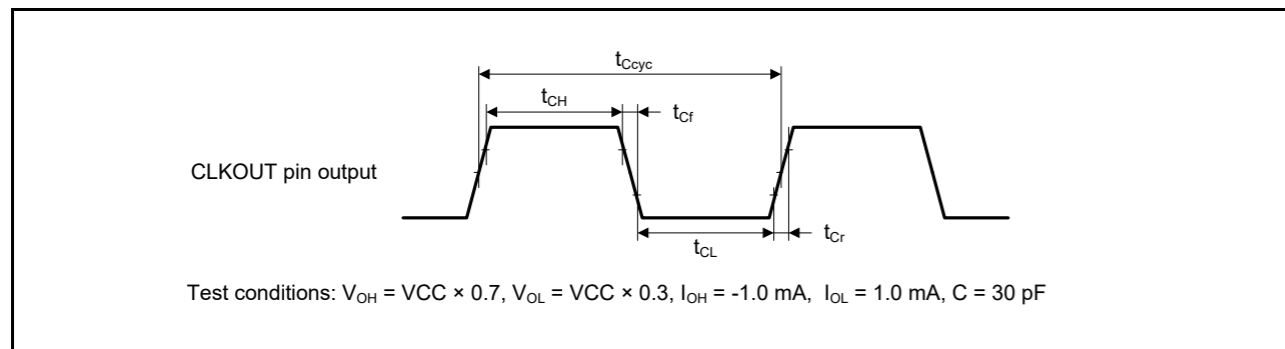 tCcyc
tCH
tCf
CLKOUT pin output
tCL
tCr
Test conditions: VOH = VCC × 0.7, VOL = VCC × 0.3, IOH = -1.0 mA, IOL = 1.0 mA, C = 30 pF